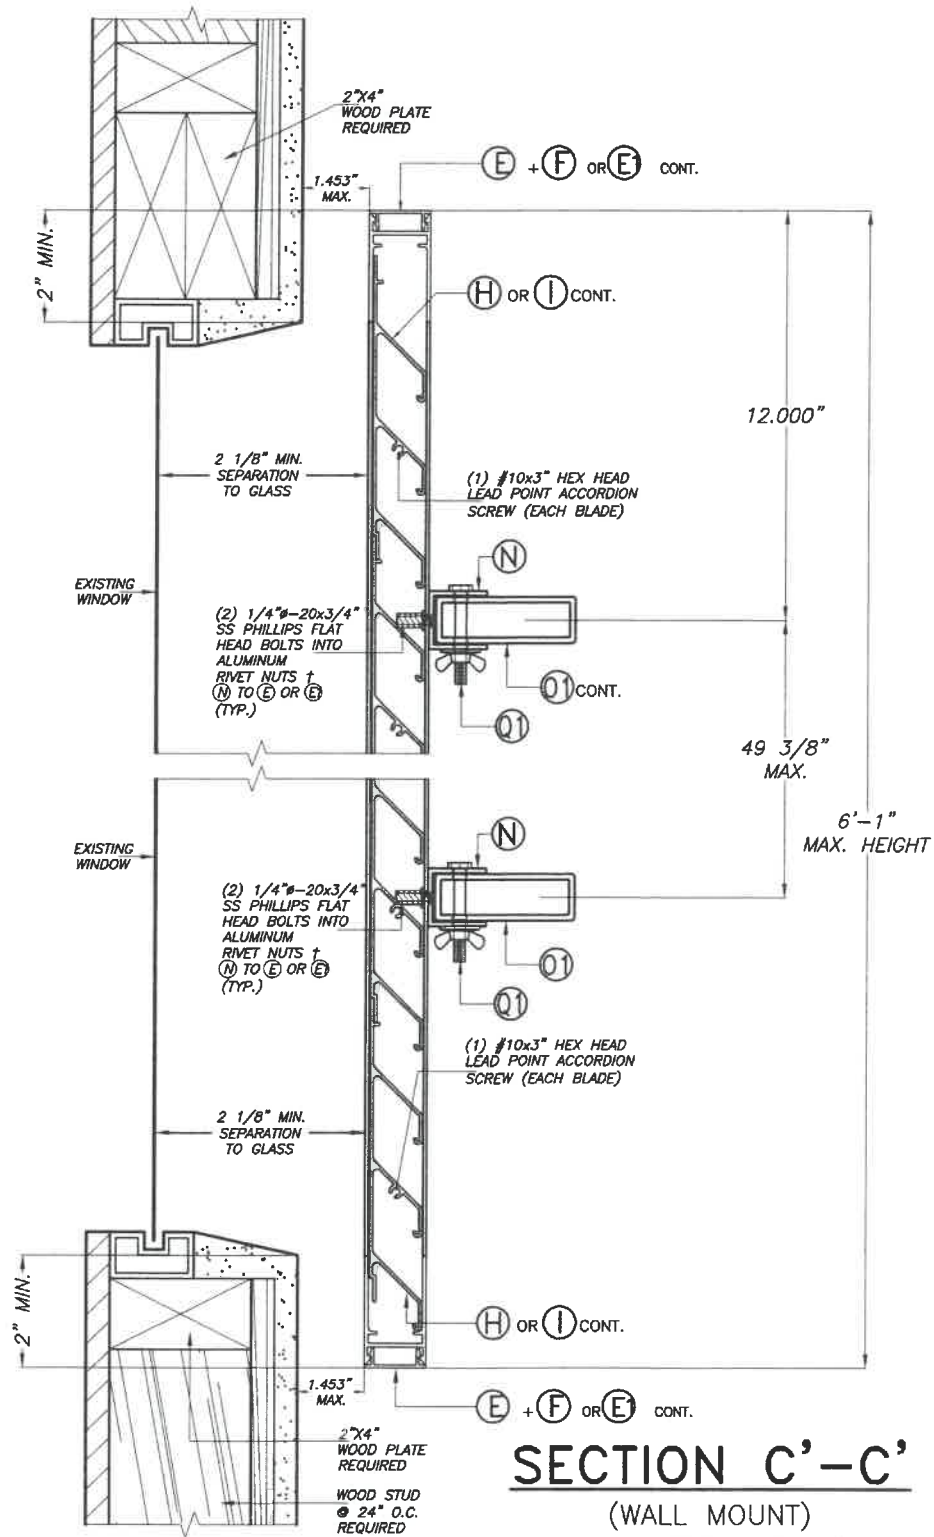 2"X4"
WOOD PLATE
REQUIRED
E + F OR E1 CONT.
1.453"
MAX.
2" MIN.
H OR I CONT.
12.000"
2 1/8" MIN.
SEPARATION
TO GLASS
(1) #10x3" HEX HEAD
LEAD POINT ACCORDION
SCREW (EACH BLADE)
N
EXISTING
WINDOW
(2) 1/4"ø-20x3/4"
SS PHILLIPS FLAT
HEAD BOLTS INTO
ALUMINUM
RIVET NUTS †
N TO E OR E1
(TYP.)
O1 CONT.
Q1
49 3/8"
MAX.
6'-1"
MAX. HEIGHT
N
EXISTING
WINDOW
(2) 1/4"ø-20x3/4"
SS PHILLIPS FLAT
HEAD BOLTS INTO
ALUMINUM
RIVET NUTS †
N TO E OR E1
(TYP.)
O1
Q1
(1) #10x3" HEX HEAD
LEAD POINT ACCORDION
SCREW (EACH BLADE)
2 1/8" MIN.
SEPARATION
TO GLASS
2" MIN.
H OR I CONT.
1.453"
MAX.
E + F OR E1 CONT.
2"X4"
WOOD PLATE
REQUIRED
WOOD STUD
@ 24" O.C.
REQUIRED
SECTION C'-C'
(WALL MOUNT)